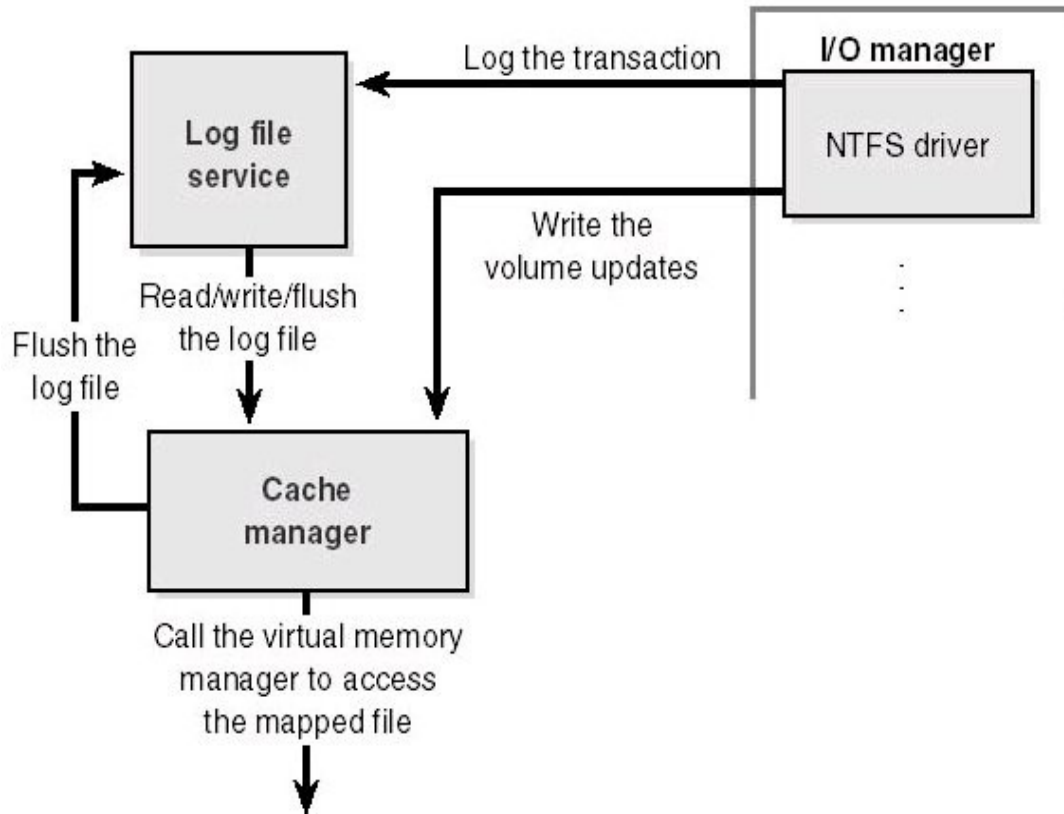 I/O manager
Log the transaction
NTFS driver
Log file
service
Write the
volume updates
Read/write/flush
the log file
Flush the
log file
Cache
manager
Call the virtual memory
manager to access
the mapped file